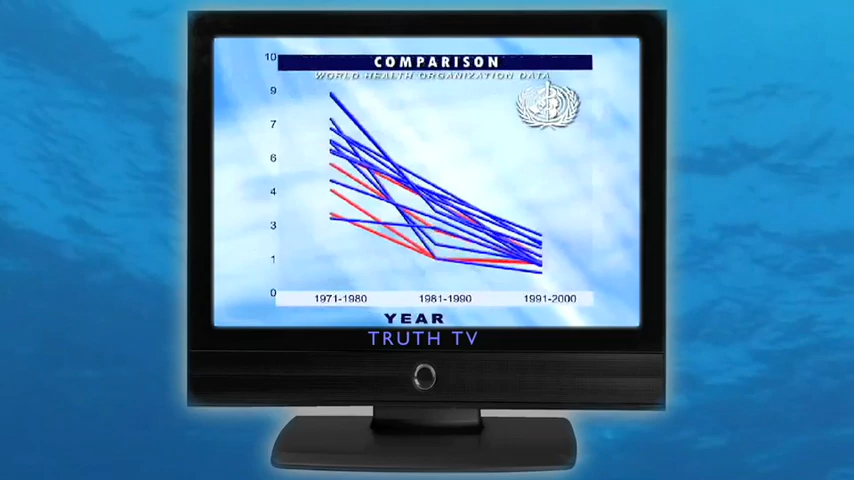 10
COMPARISON
WORLD HEALTH ORGANIZATION DATA
9
7
6
4
3
1
0
1971-1980 1981-1990 1991-2000
YEAR
TRUTH TV